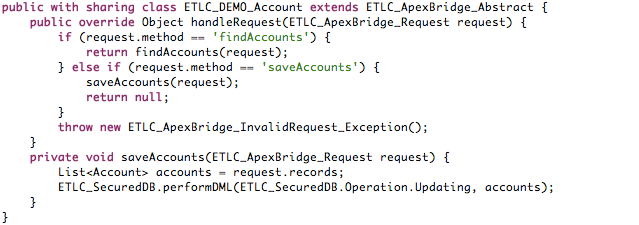 public with sharing class ETLC_DEMO_Account extends ETLC_ApexBridge_Abstract {
    public override Object handleRequest(ETLC_ApexBridge_Request request) {
        if (request.method == 'findAccounts') {
            return findAccounts(request);
        } else if (request.method == 'saveAccounts') {
            saveAccounts(request);
            return null;
        }
        throw new ETLC_ApexBridge_InvalidRequest_Exception();
    }
    private void saveAccounts(ETLC_ApexBridge_Request request) {
        List<Account> accounts = request.records;
        ETLC_SecuredDB.performDML(ETLC_SecuredDB.Operation.Updating, accounts);
    }
}